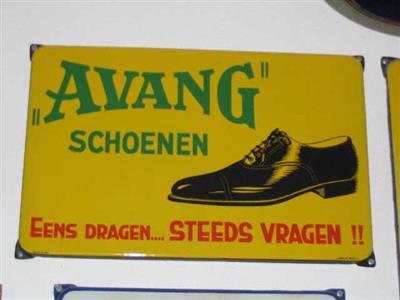 „AVANG"
SCHOENEN
EENS DRAGEN.... STEEDS VRAGEN !!